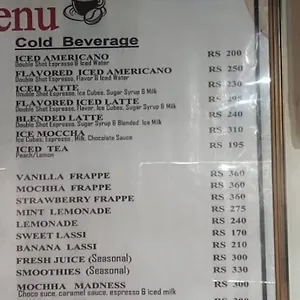 enu
Cold Beverage
ICED AMERICANO RS 200
Double Shot Espresso & Iced Water
FLAVORED ICED AMERICANO RS 250
Double Shot Espresso, Flavor & Iced Water
ICED LATTE RS 230
Double Shot Espresso, Ice Cubes, Sugar Syrup & Milk
FLAVORED ICED LATTE RS 295
Double Shot Espresso, Flavor, Ice Cubes, Sugar Syrup & Milk
BLENDED LATTE RS 240
Double Shot Espresso, Sugar Syrup & Blended Ice Milk
ICE MOCCHA RS 310
Ice Cubes, Espresso, Milk, Chocolate Sauce
ICED TEA RS 195
Peach/Lemon
VANILLA FRAPPE RS 360
MOCHHA FRAPPE RS 360
STRAWBERRY FRAPPE RS 360
MINT LEMONADE RS 275
LEMONADE RS 240
SWEET LASSI RS 170
BANANA LASSI RS 210
FRESH JUICE (Seasonal) RS 300
SMOOTHIES (Seasonal) RS 330
MOCHHA MADNESS RS 300
Choco suce, caramel sauce, espresso & iced milk